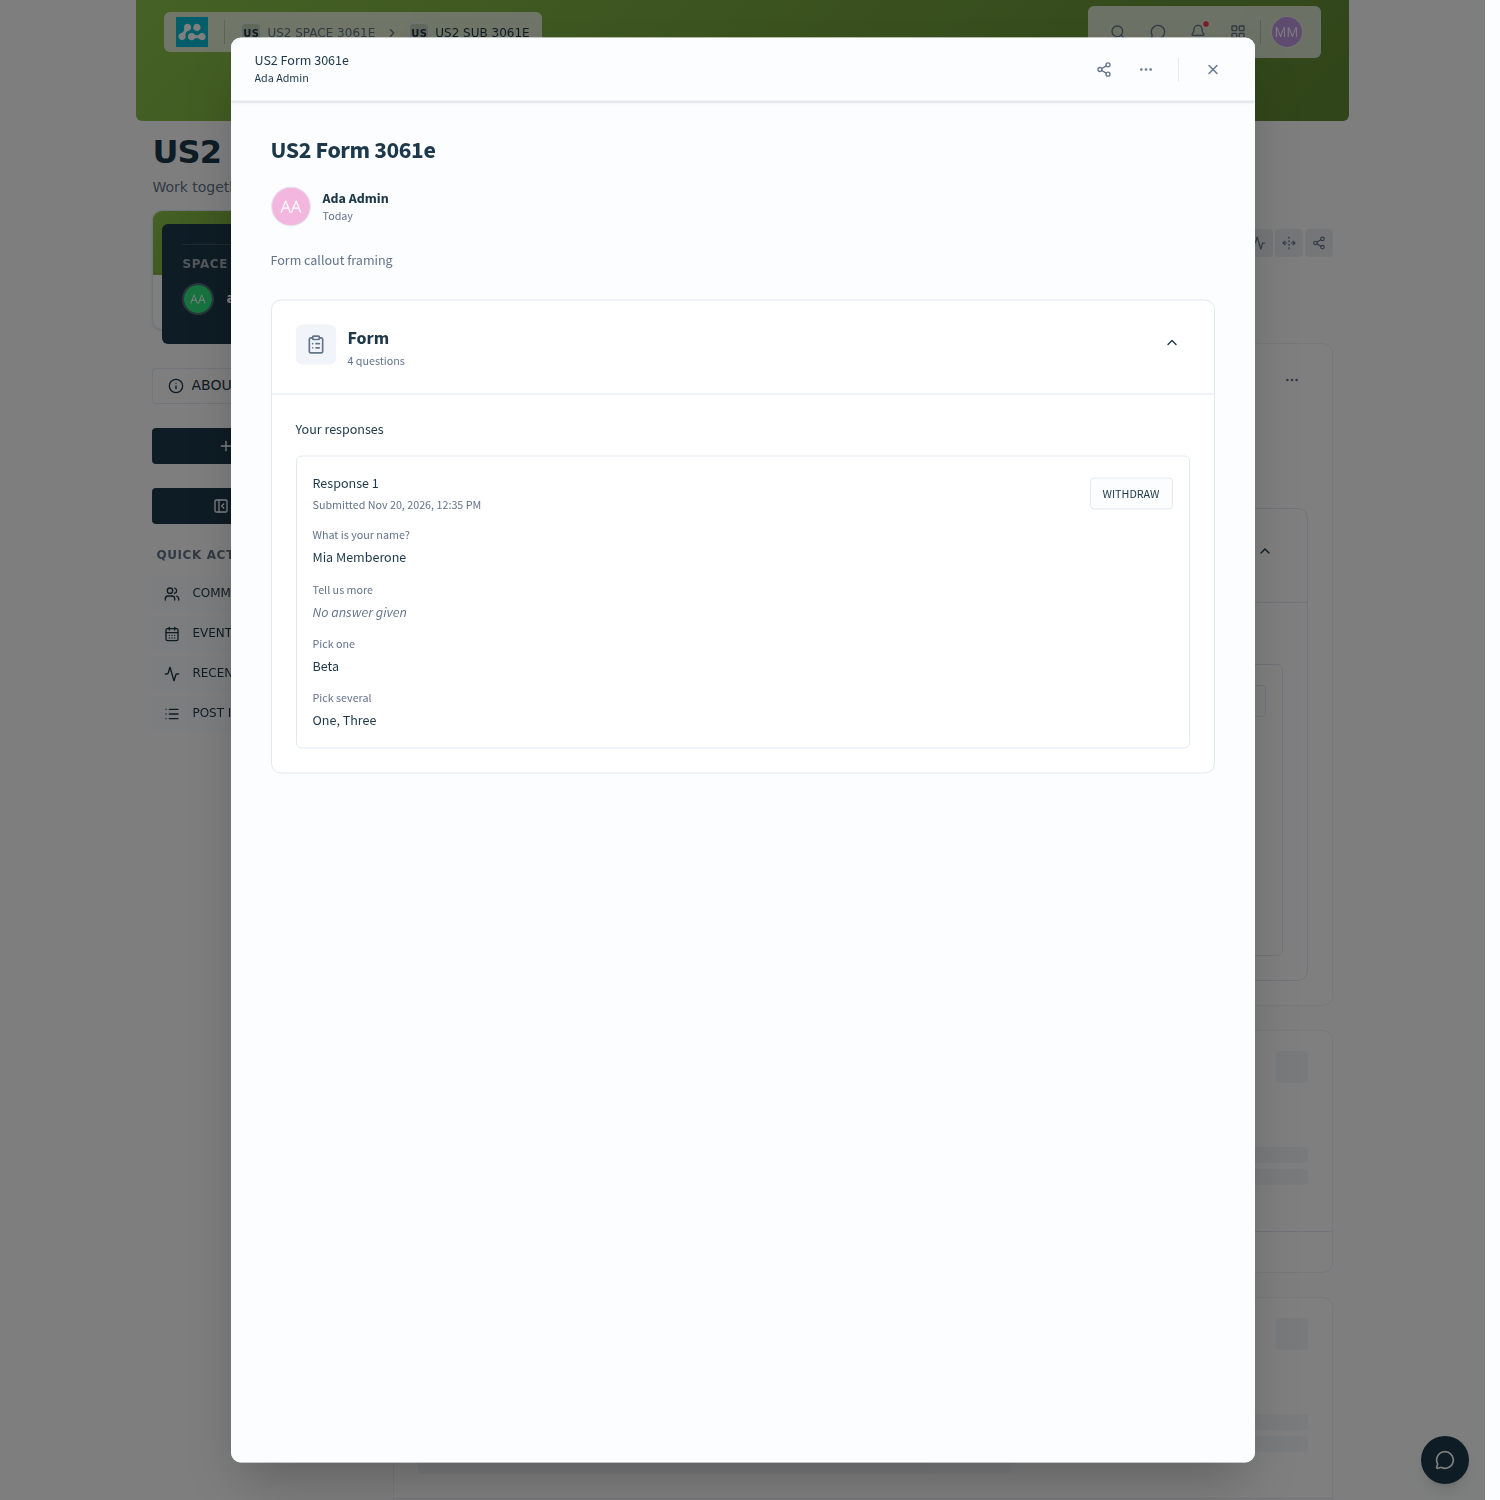 US US2 SPACE 3061E > US US2 SUB 3061E
MM
US2 Form 3061e
Ada Admin
US2
Work toget
SPACE
AA
ABOU
QUICK ACT
COMM
EVENT
RECEN
POST I
US2 Form 3061e
AA
Ada Admin
Today
Form callout framing
Form
4 questions
Your responses
Response 1
Submitted Nov 20, 2026, 12:35 PM
WITHDRAW
What is your name?
Mia Memberone
Tell us more
No answer given
Pick one
Beta
Pick several
One, Three